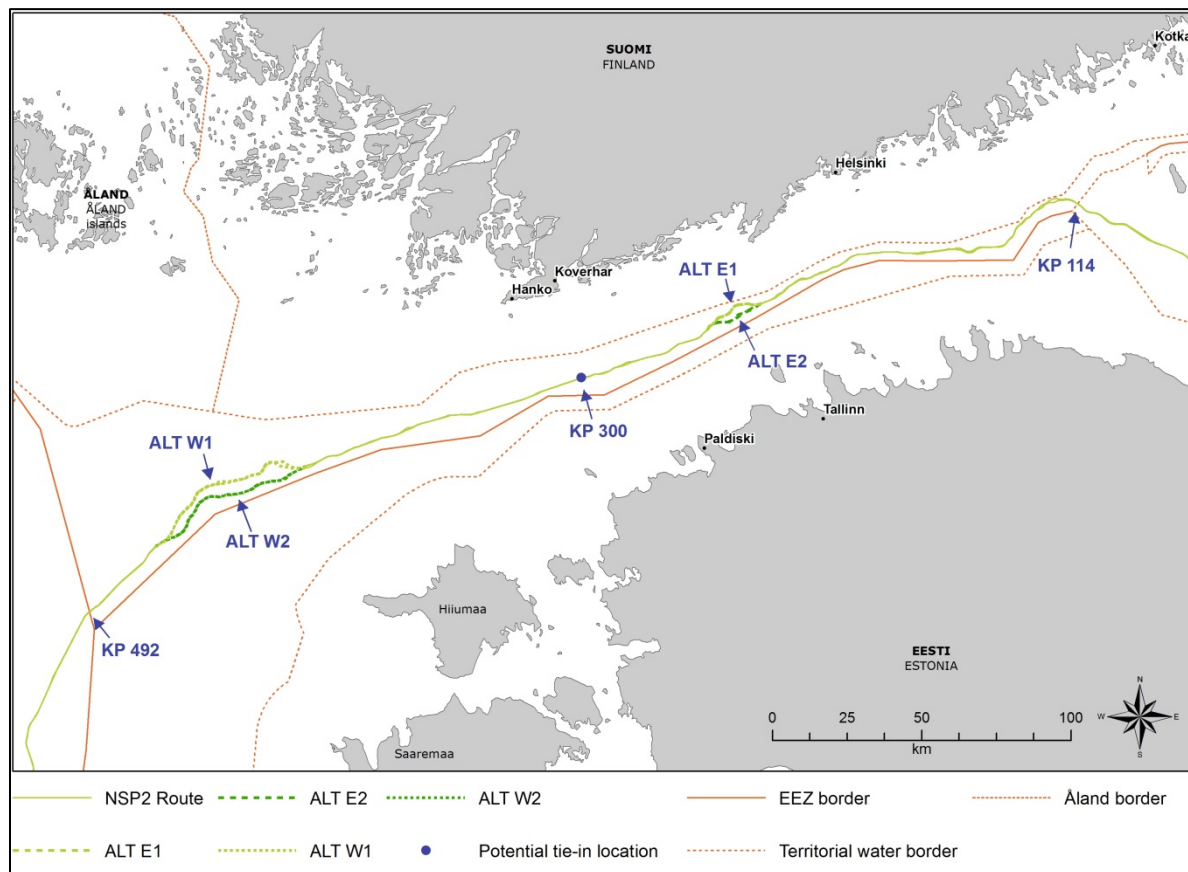 SUOMI
FINLAND
Kotka
Helsinki
ÅLAND
ÅLAND
islands
KP 114
Koverhar
Hanko
ALT E1
ALT E2
KP 300
Tallinn
Paldiski
ALT W1
ALT W2
Hiiumaa
KP 492
EESTI
ESTONIA
Saaremaa
0 25 50 100
km
N
W E
S
NSP2 Route ALT E2 ALT W2 EEZ border Åland border
ALT E1 ALT W1 Potential tie-in location Territorial water border